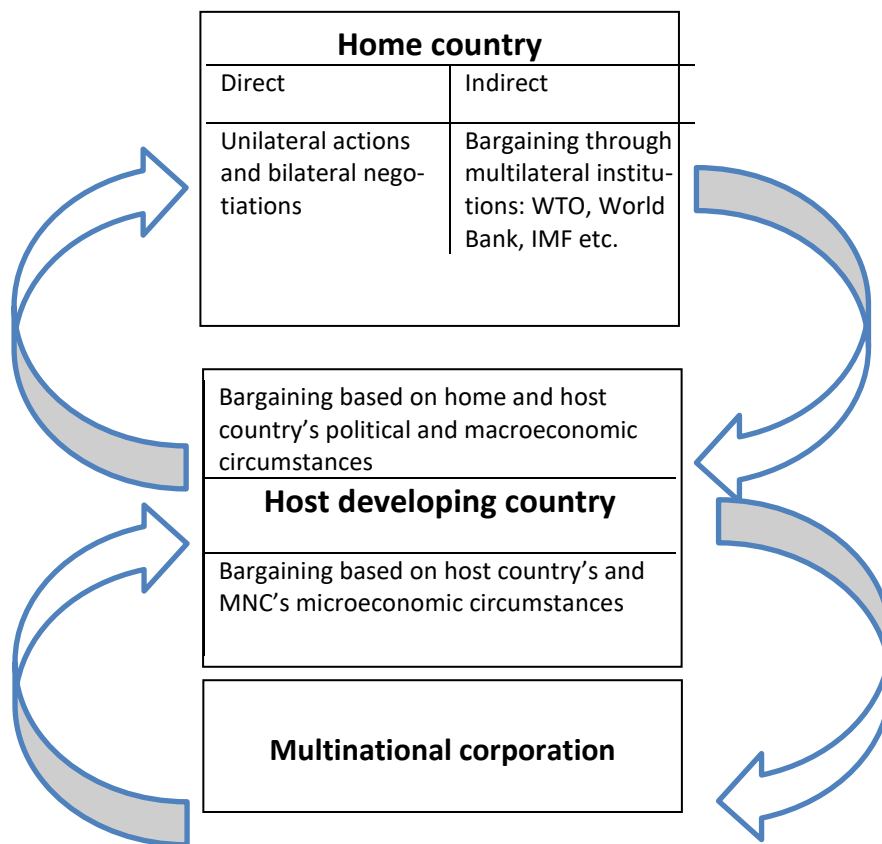 Home country
Direct
Indirect
Unilateral actions
and bilateral nego-
tiations
Bargaining through
multilateral institu-
tions: WTO, World
Bank, IMF etc.
Bargaining based on home and host
country’s political and macroeconomic
circumstances
Host developing country
Bargaining based on host country’s and
MNC’s microeconomic circumstances
Multinational corporation